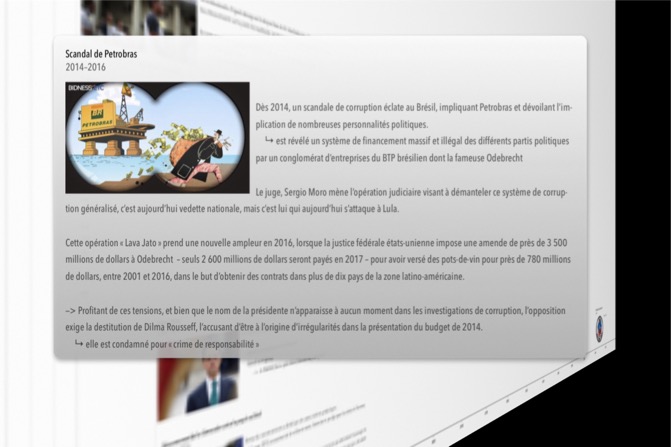 Scandal de Petrobras
2014–2016
BIDNESS
PETROBRAS
Dès 2014, un scandale de corruption éclate au Brésil, impliquant Petrobras et dévoilant l'im-
plication de nombreuses personnalités politiques.
↳ est révélé un système de financement massif et illégal des différents partis politiques
par un conglomérat d'entreprises du BTP brésilien dont la fameuse Odebrecht
Le juge, Sergio Moro mène l'opération judiciaire visant à démanteler ce système de corrup-
tion généralisé, c'est aujourd'hui vedette nationale, mais c'est lui qui aujourd'hui s'attaque à Lula.
Cette opération « Lava Jato » prend une nouvelle ampleur en 2016, lorsque la justice fédérale états-unienne impose une amende de près de 3 500
millions de dollars à Odebrecht – seuls 2 600 millions de dollars seront payés en 2017 – pour avoir versé des pots-de-vin pour près de 780 millions
de dollars, entre 2001 et 2016, dans le but d'obtenir des contrats dans plus de dix pays de la zone latino-américaine.
–> Profitant de ces tensions, et bien que le nom de la présidente n'apparaisse à aucun moment dans les investigations de corruption, l'opposition
exige la destitution de Dilma Rousseff, l'accusant d'être à l'origine d'irrégularités dans la présentation du budget de 2014.
↳ elle est condamné pour « crime de responsabilité »